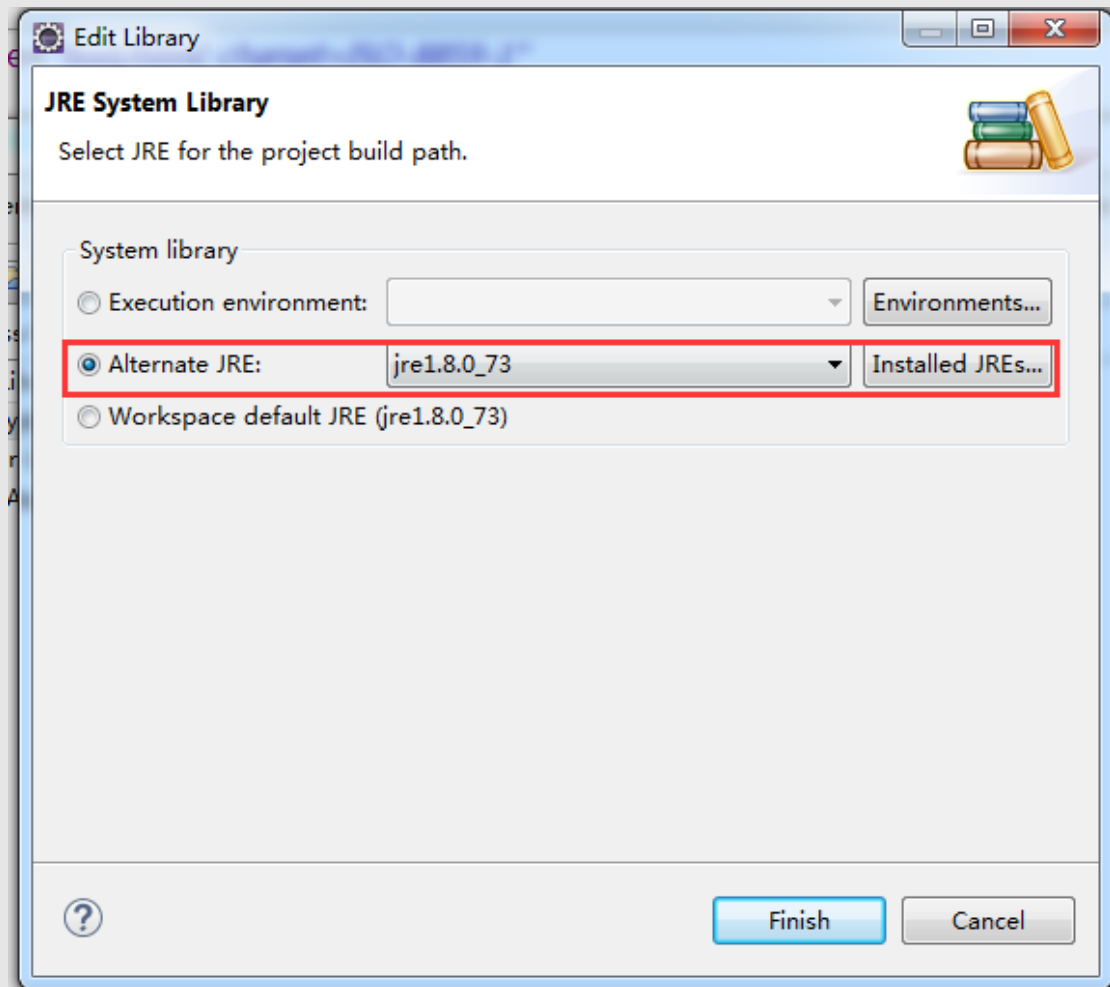 Edit Library
JRE System Library
Select JRE for the project build path.
System library
Execution environment: Environments...
Alternate JRE: jre1.8.0_73 Installed JREs...
Workspace default JRE (jre1.8.0_73)
?
Finish Cancel